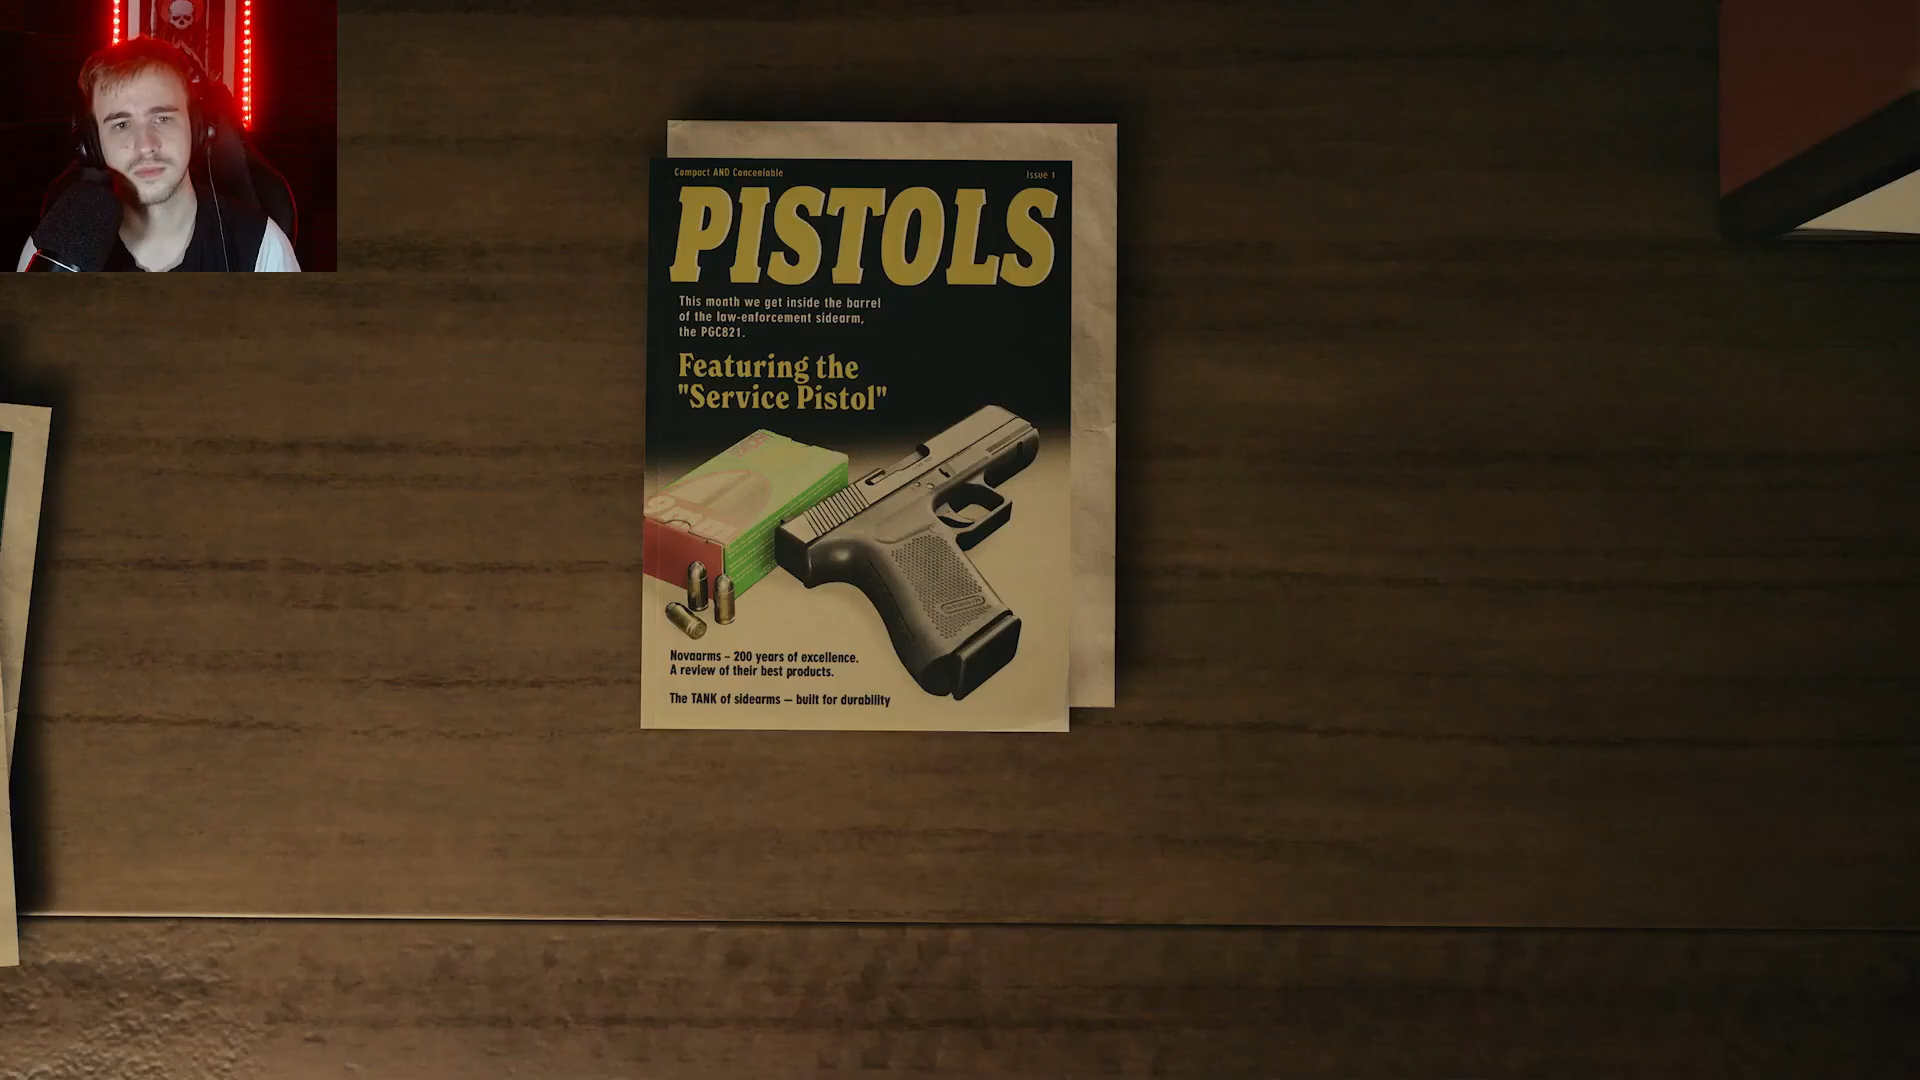 Compact AND Concealable
Issue 1
PISTOLS
This month we get inside the barrel
of the law-enforcement sidearm,
the PGC821.
Featuring the
"Service Pistol"
9mm
Novaarms – 200 years of excellence.
A review of their best products.
The TANK of sidearms – built for durability